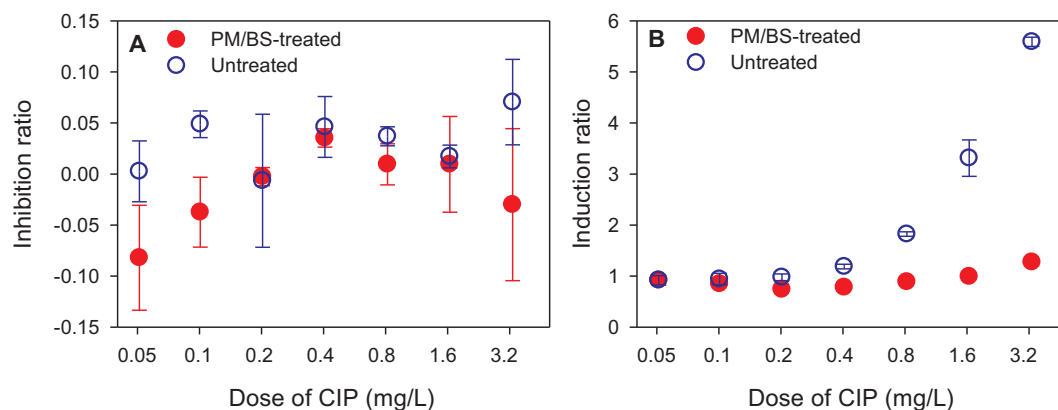 A
PM/BS-treated
Untreated
0.15
0.10
0.05
0.00
-0.05
-0.10
-0.15
Inhibition ratio
0.05 0.1 0.2 0.4 0.8 1.6 3.2
Dose of CIP (mg/L)
B
PM/BS-treated
Untreated
6
5
4
3
2
1
0
Induction ratio
0.05 0.1 0.2 0.4 0.8 1.6 3.2
Dose of CIP (mg/L)